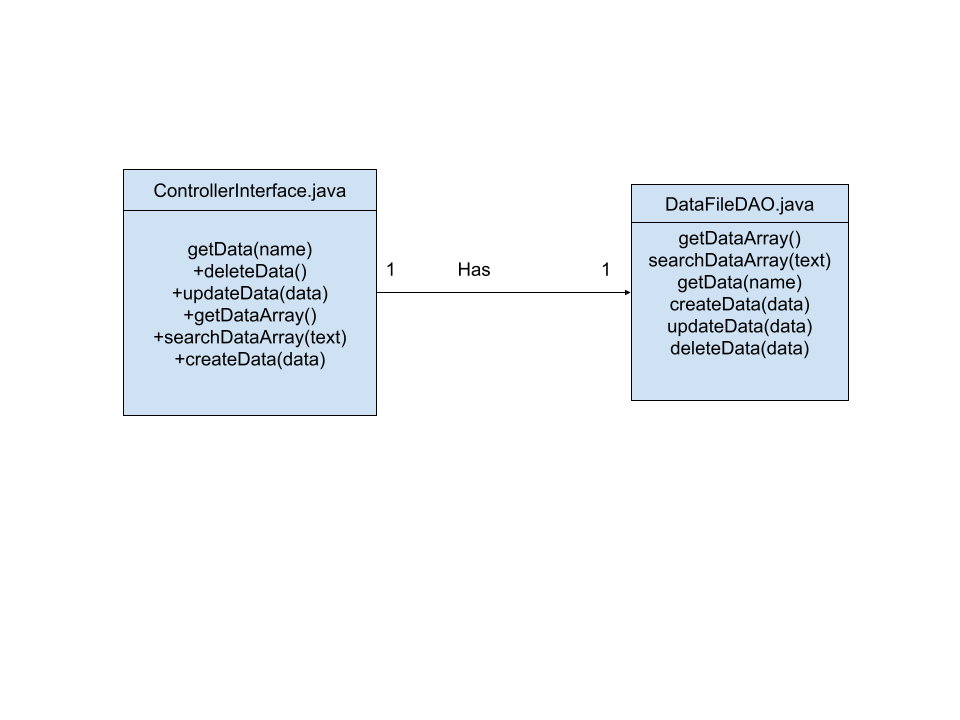 ControllerInterface.java
getData(name)
+deleteData()
+updateData(data)
+getDataArray()
+searchDataArray(text)
+createData(data)
1 Has 1
DataFileDAO.java
getDataArray()
searchDataArray(text)
getData(name)
createData(data)
updateData(data)
deleteData(data)